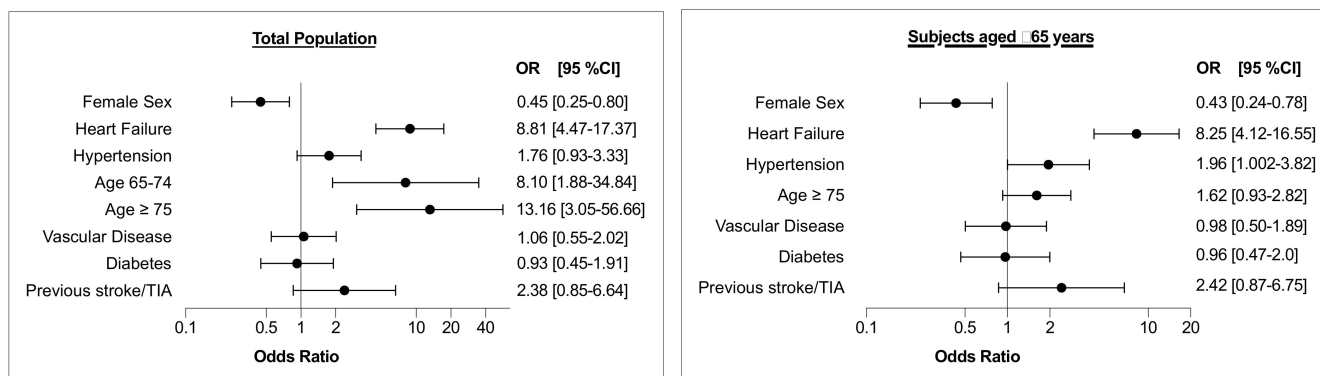 Total Population
OR [95 %CI]
Female Sex 0.45 [0.25-0.80]
Heart Failure 8.81 [4.47-17.37]
Hypertension 1.76 [0.93-3.33]
Age 65-74 8.10 [1.88-34.84]
Age ≥ 75 13.16 [3.05-56.66]
Vascular Disease 1.06 [0.55-2.02]
Diabetes 0.93 [0.45-1.91]
Previous stroke/TIA 2.38 [0.85-6.64]
0.1 0.5 1 2 10 20 40
Odds Ratio
Subjects aged □65 years
OR [95 %CI]
Female Sex 0.43 [0.24-0.78]
Heart Failure 8.25 [4.12-16.55]
Hypertension 1.96 [1.002-3.82]
Age ≥ 75 1.62 [0.93-2.82]
Vascular Disease 0.98 [0.50-1.89]
Diabetes 0.96 [0.47-2.0]
Previous stroke/TIA 2.42 [0.87-6.75]
0.1 0.5 1 2 10 20
Odds Ratio